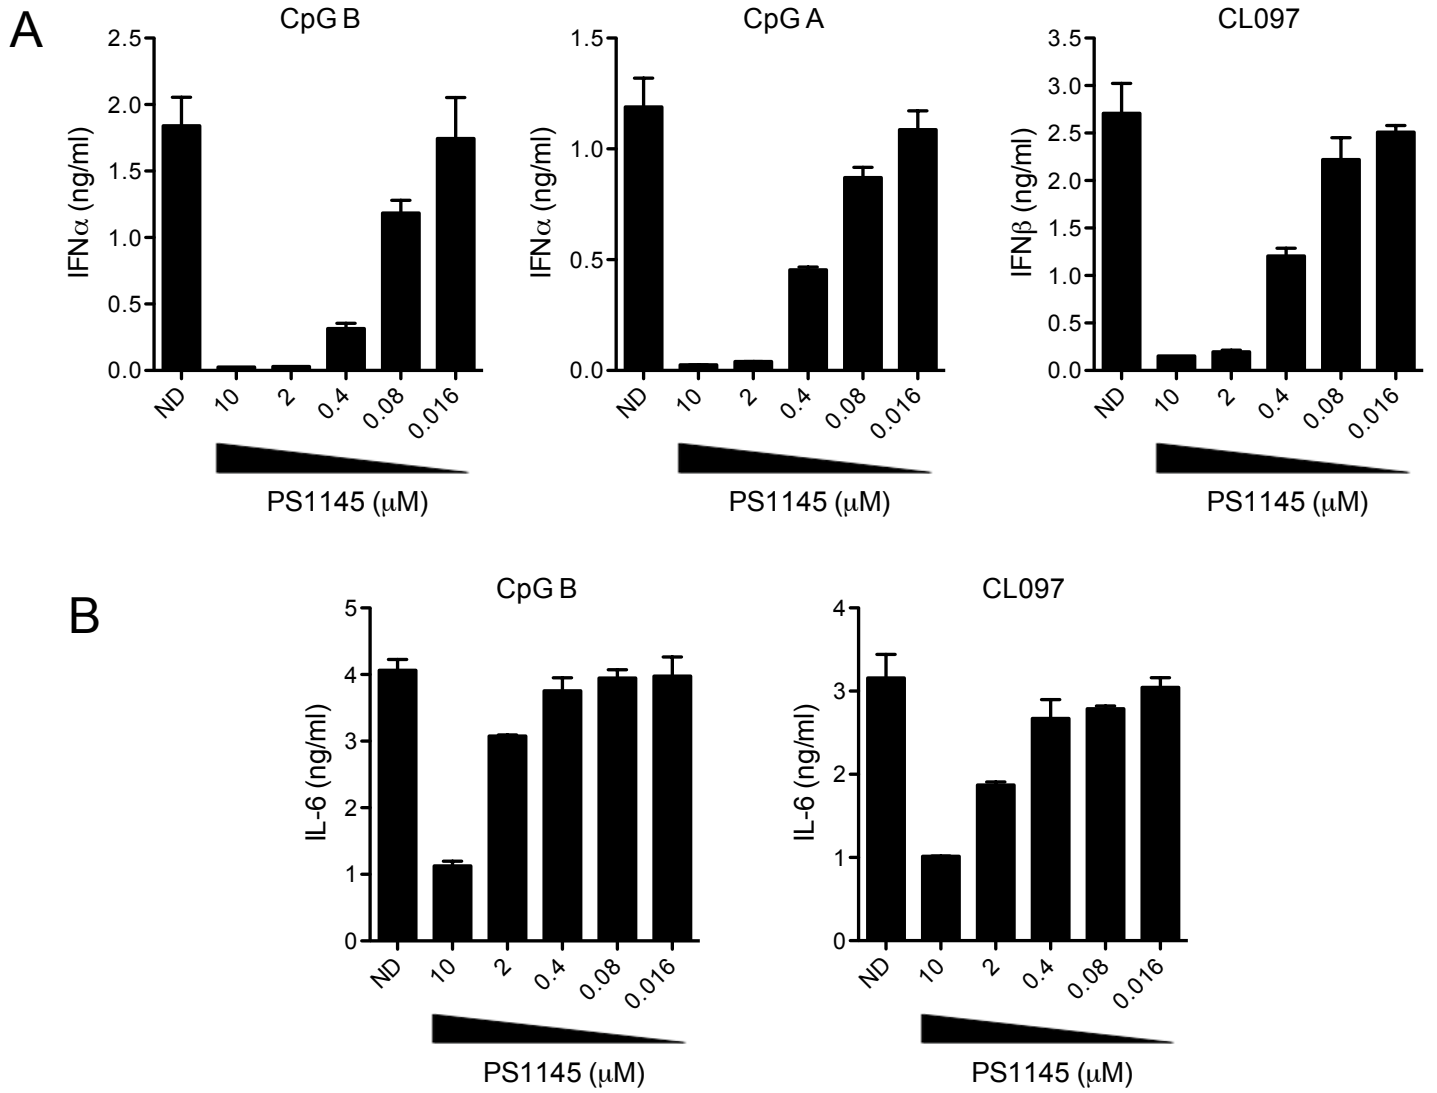 A
CpG B
IFNα (ng/ml)
2.5
2.0
1.5
1.0
0.5
0.0
ND 10 2 0.4 0.08 0.016
PS1145 (μM)
CpG A
IFNα (ng/ml)
1.5
1.0
0.5
0.0
ND 10 2 0.4 0.08 0.016
PS1145 (μM)
CL097
IFNβ (ng/ml)
3.5
3.0
2.5
2.0
1.5
1.0
0.5
0.0
ND 10 2 0.4 0.08 0.016
PS1145 (μM)
B
CpG B
IL-6 (ng/ml)
5
4
3
2
1
0
ND 10 2 0.4 0.08 0.016
PS1145 (μM)
CL097
IL-6 (ng/ml)
4
3
2
1
0
ND 10 2 0.4 0.08 0.016
PS1145 (μM)